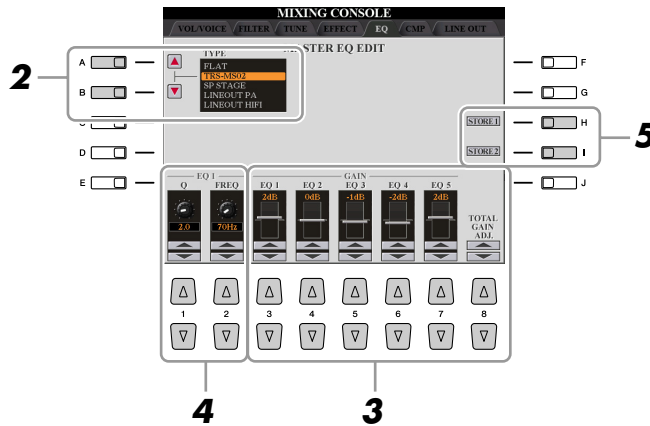 MIXING CONSOLE
VOL/VOICE FILTER TUNE EFFECT EQ CMP LINE OUT
STER EQ EDIT
TYPE
FLAT
TRS-MS02
SP STAGE
LINEOUT PA
LINEOUT HIFI
A
B
D
E
2
F
G
STORE 1 H
STORE 2 I
J
5
EQ 1
Q FREQ
2.0 70Hz
GAIN
EQ 1 EQ 2 EQ 3 EQ 4 EQ 5
2dB 0dB -1dB -2dB 2dB
TOTAL
GAIN
ADJ.
1 2 3 4 5 6 7 8
4 3